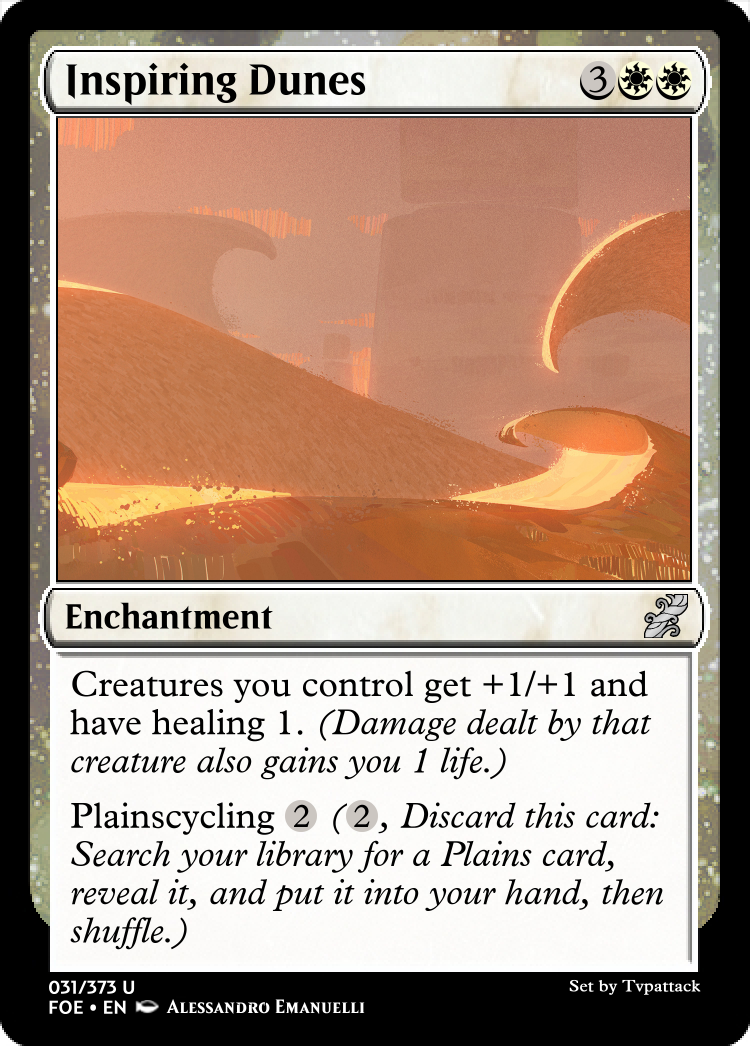 Inspiring Dunes 3
Enchantment
Creatures you control get +1/+1 and
have healing 1. (Damage dealt by that
creature also gains you 1 life.)
Plainscycling 2 (2, Discard this card:
Search your library for a Plains card,
reveal it, and put it into your hand, then
shuffle.)
031/373 U
Set by Tvpattack
FOE • EN ALESSANDRO EMANUELLI